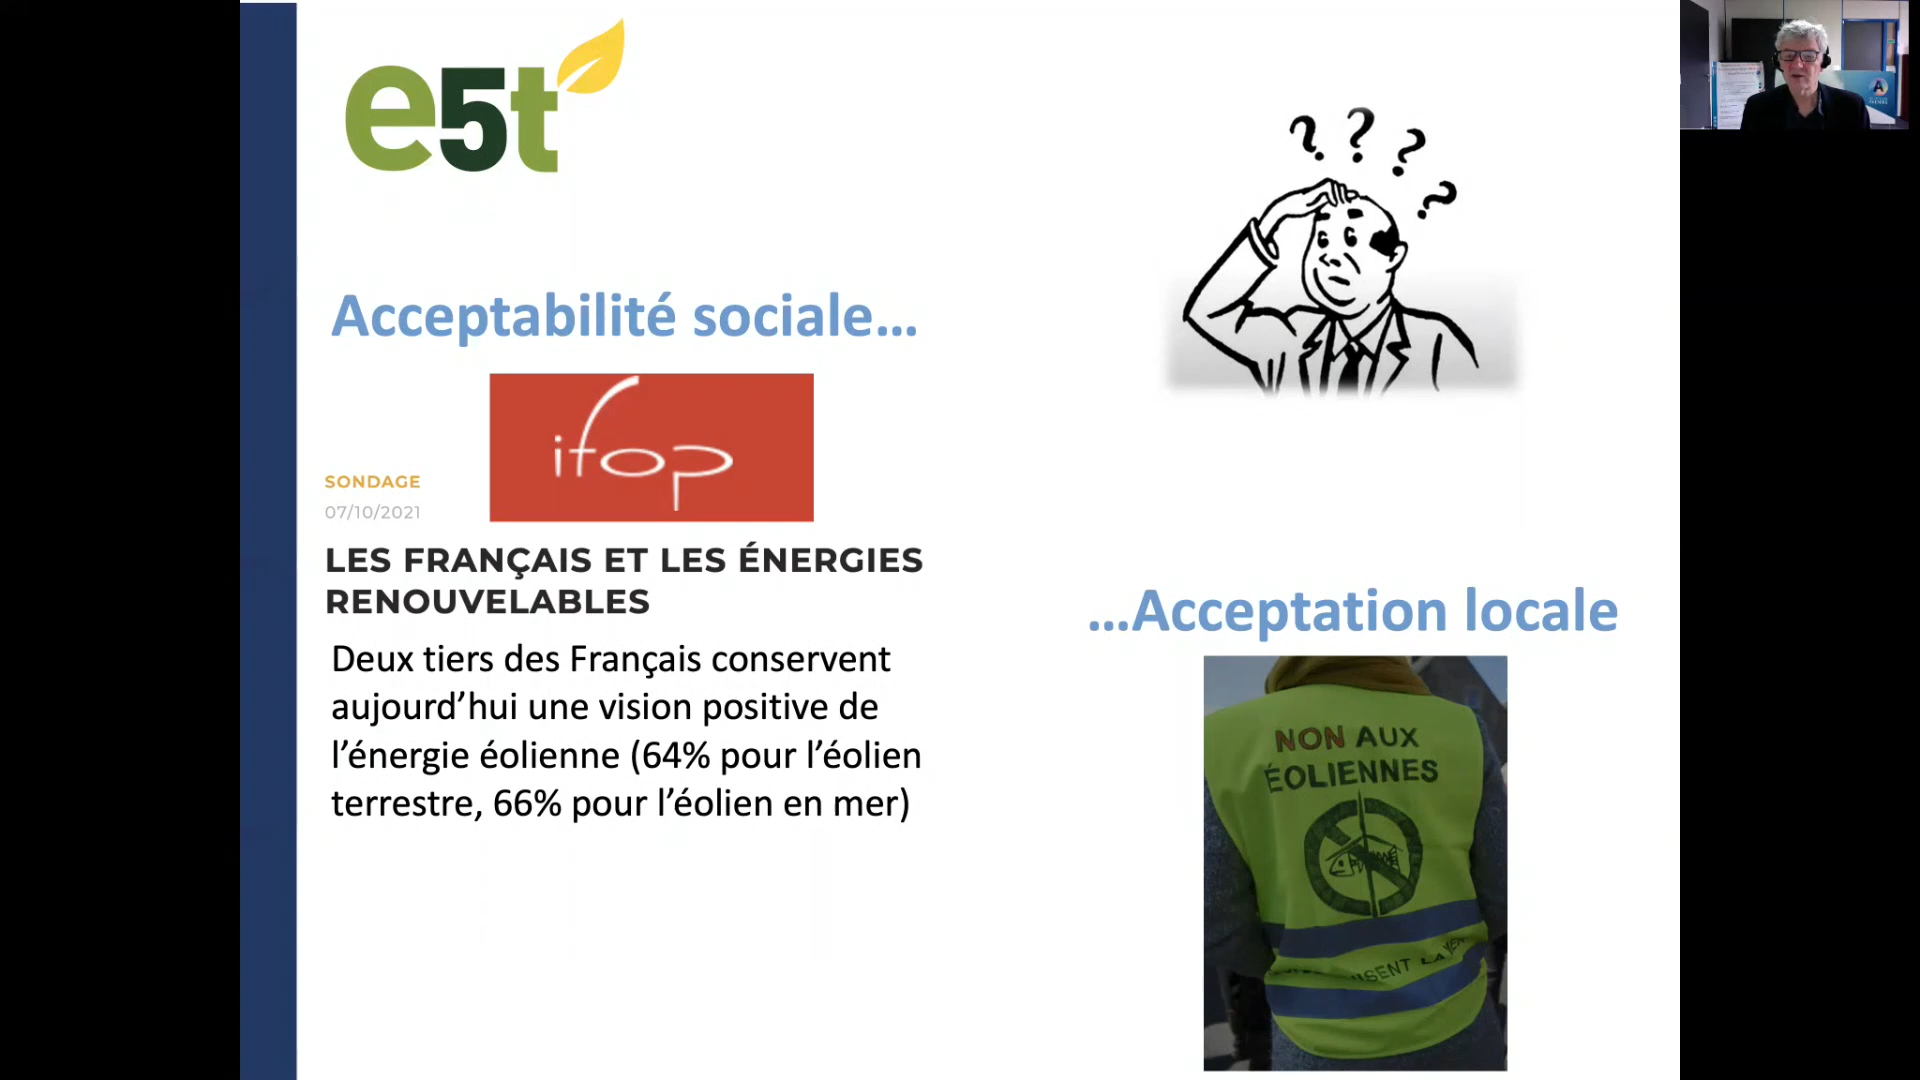 e5t
? ? ? ?
Acceptabilité sociale...
ifop
SONDAGE
07/10/2021
LES FRANÇAIS ET LES ÉNERGIES
RENOUVELABLES
Deux tiers des Français conservent
aujourd’hui une vision positive de
l’énergie éolienne (64% pour l’éolien
terrestre, 66% pour l’éolien en mer)
...Acceptation locale
NON AUX
ÉOLIENNES
LA
A